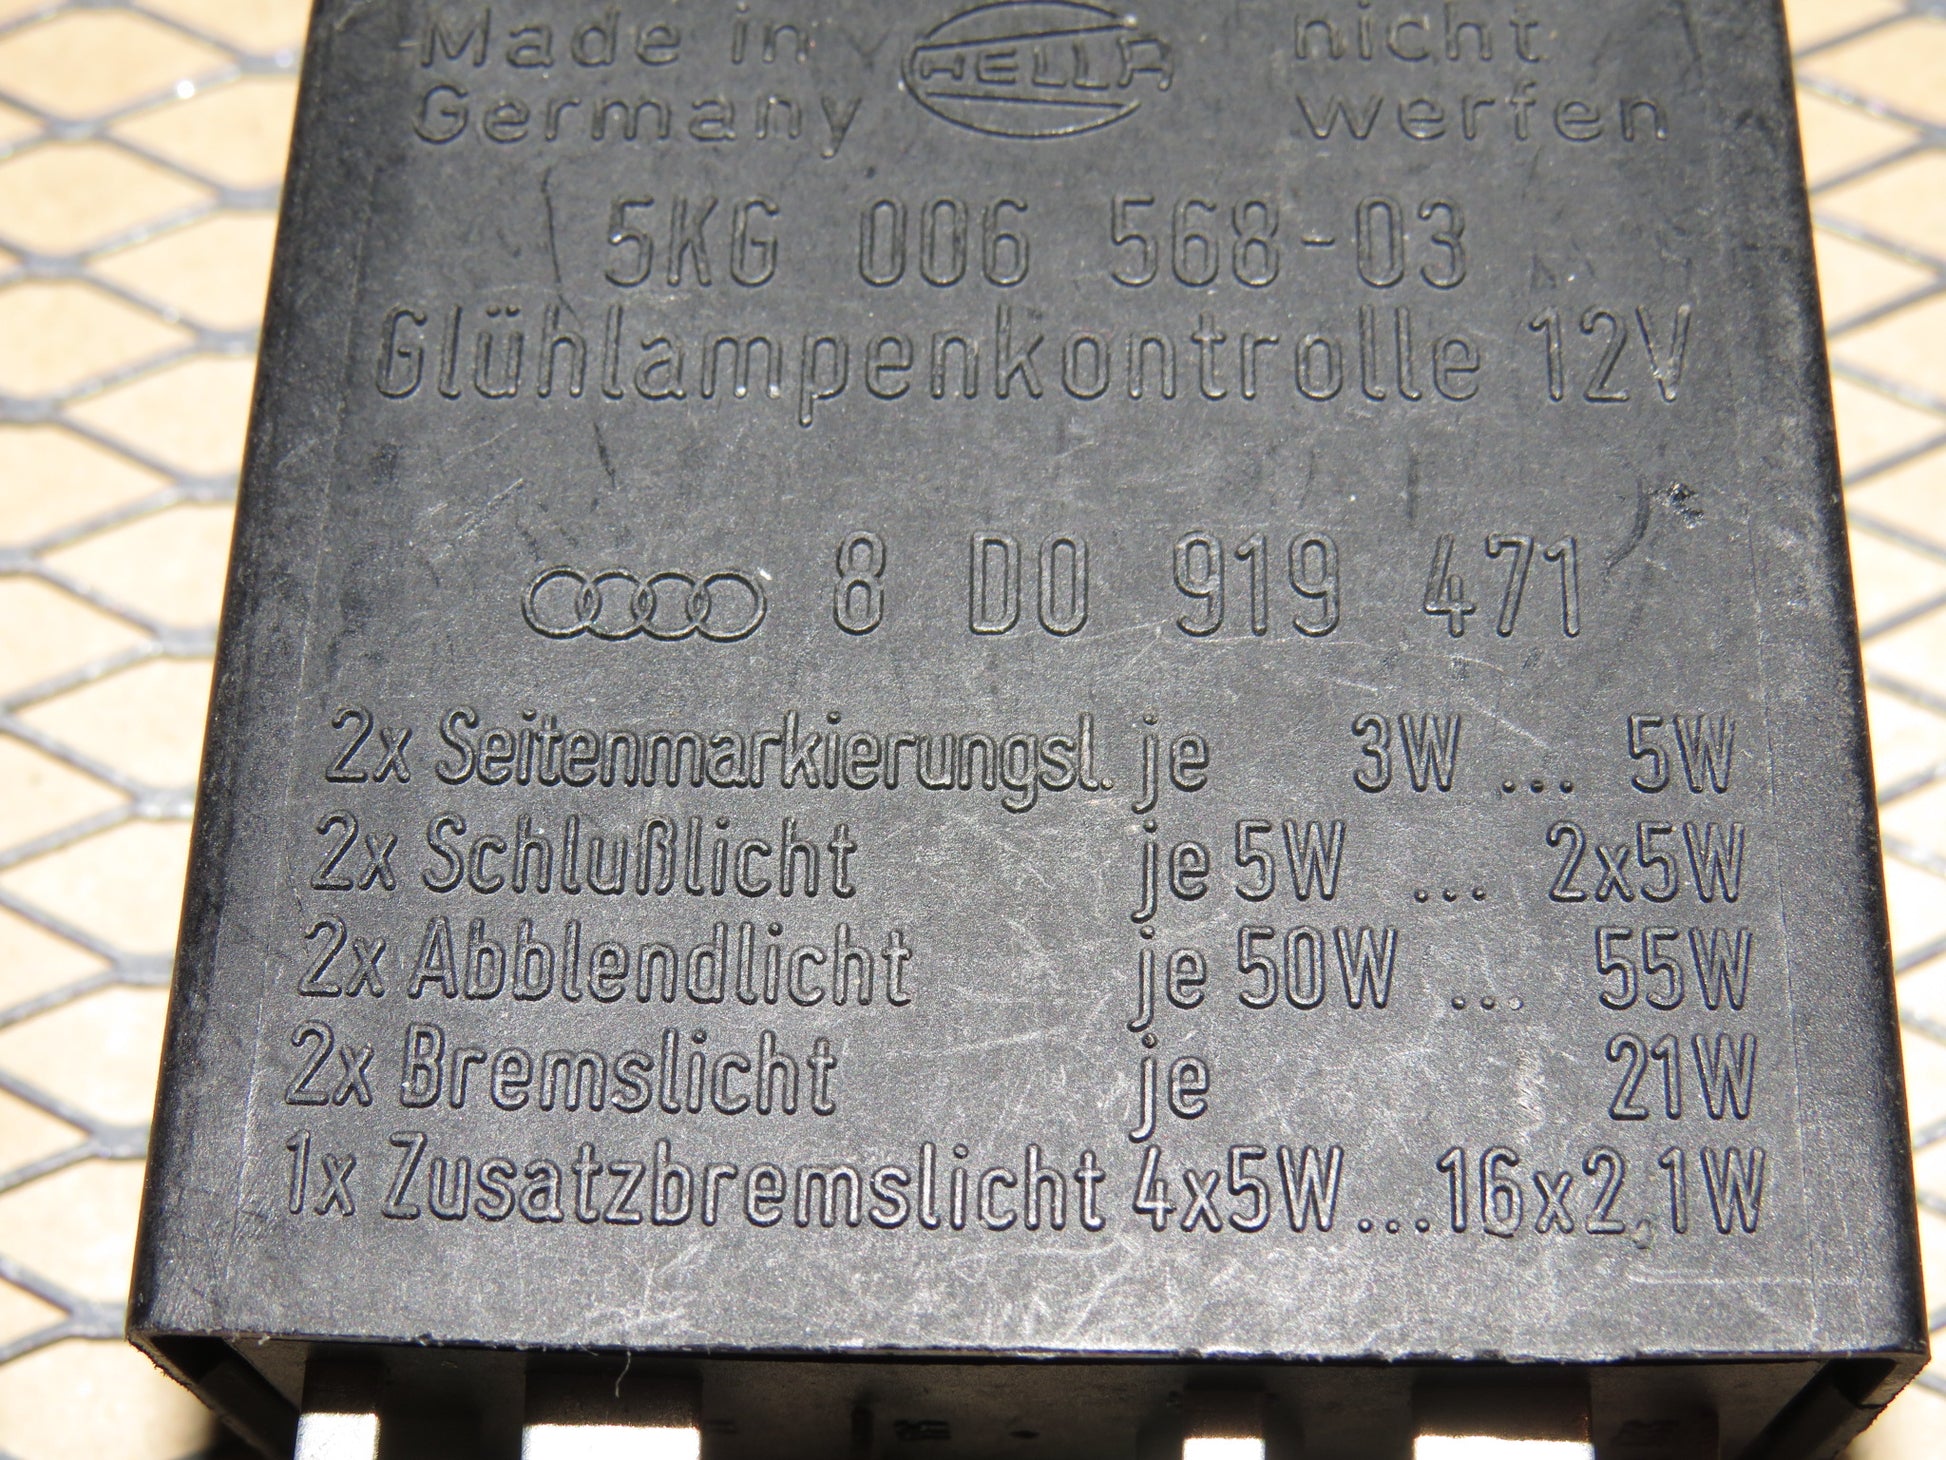 Made in HELLA nicht
Germany werfen
5KG 006 568-03
Glühlampenkontrolle 12V
8 D0 919 471
2x Seitenmarkierungsl. je 3W ... 5W
2x Schlußlicht je 5W ... 2x5W
2x Abblendlicht je 50W ... 55W
2x Bremslicht je 21W
1x Zusatzbremslicht 4x5W...16x2,1W